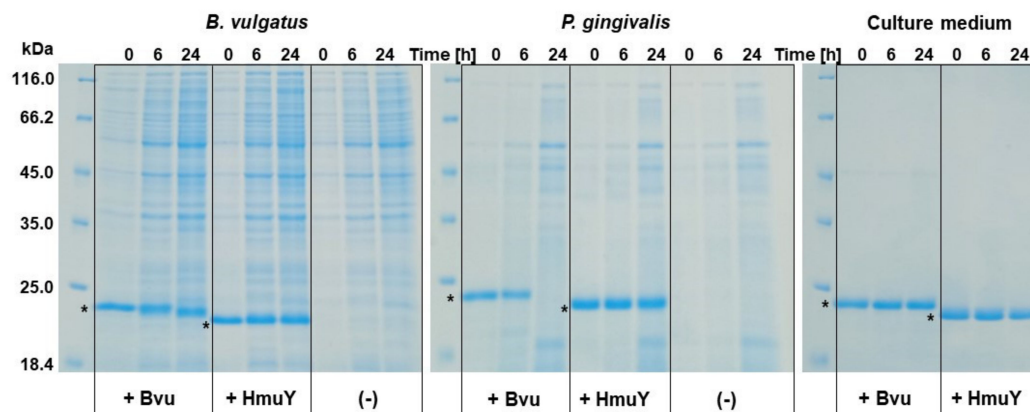 B. vulgatus P. gingivalis Culture medium
kDa 0 6 24 0 6 24 0 6 24 Time [h] 0 6 24 0 6 24 0 6 24 Time [h] 0 6 24 0 6 24
116.0
66.2
45.0
35.0
25.0
* * * * * *
18.4
+ Bvu + HmuY (-) + Bvu + HmuY (-) + Bvu + HmuY